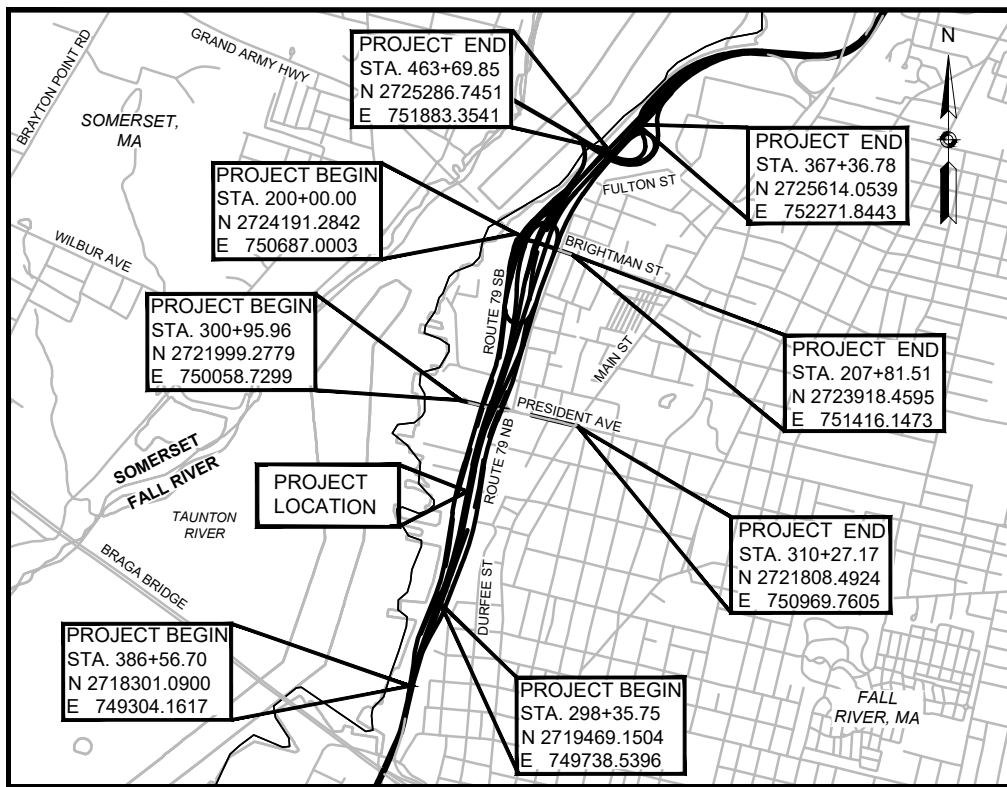 BRAYTON POINT RD
GRAND ARMY HWY
SOMERSET,
MA
PROJECT END
STA. 463+69.85
N 2725286.7451
E 751883.3541
N
PROJECT END
STA. 367+36.78
N 2725614.0539
E 752271.8443
PROJECT BEGIN
STA. 200+00.00
N 2724191.2842
E 750687.0003
FULTON ST
WILBUR AVE
BRIGHTMAN ST
PROJECT BEGIN
STA. 300+95.96
N 2721999.2779
E 750058.7299
ROUTE 79 SB
MAIN ST
PROJECT END
STA. 207+81.51
N 2723918.4595
E 751416.1473
PRESIDENT AVE
SOMERSET
FALL RIVER
PROJECT
LOCATION
ROUTE 79 NB
TAUNTON
RIVER
BRAGA BRIDGE
DURFEE ST
PROJECT END
STA. 310+27.17
N 2721808.4924
E 750969.7605
PROJECT BEGIN
STA. 386+56.70
N 2718301.0900
E 749304.1617
PROJECT BEGIN
STA. 298+35.75
N 2719469.1504
E 749738.5396
FALL
RIVER, MA